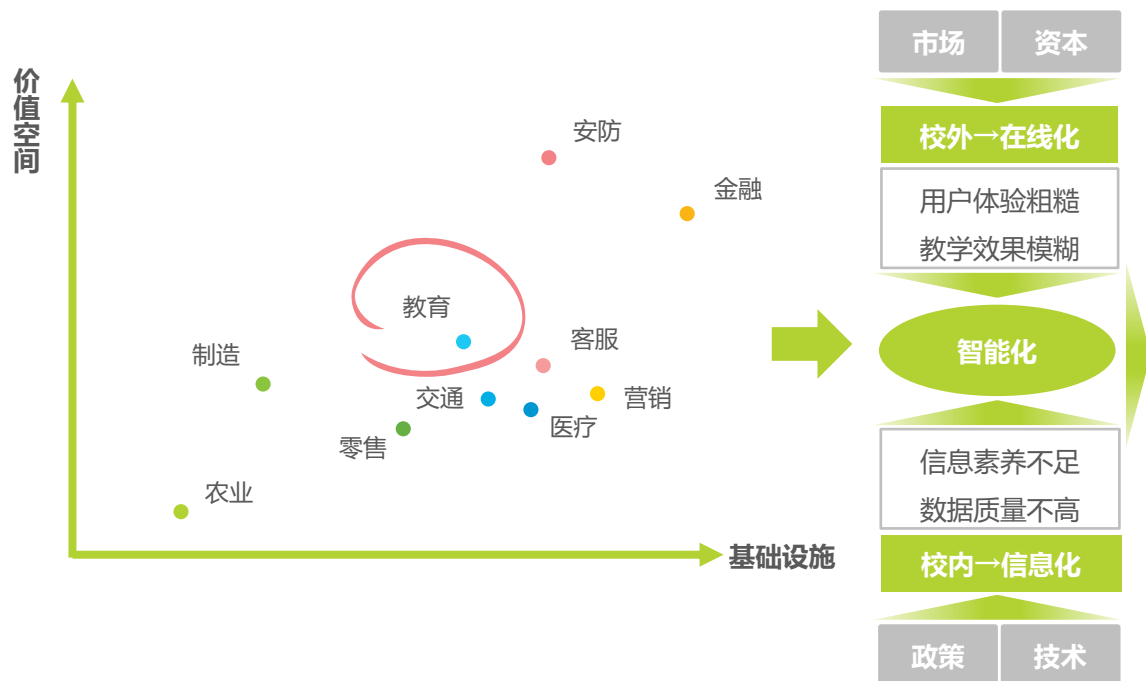 价值空间
安防
金融
教育
客服
制造
交通
营销
医疗
零售
农业
基础设施
市场
资本
校外→在线化
用户体验粗糙
教学效果模糊
智能化
信息素养不足
数据质量不高
校内→信息化
政策
技术